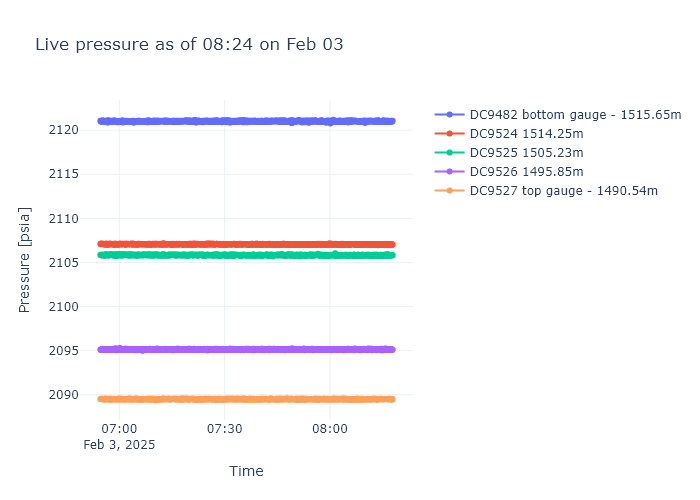 Live pressure as of 08:24 on Feb 03
DC9482 bottom gauge - 1515.65m
DC9524 1514.25m
DC9525 1505.23m
DC9526 1495.85m
DC9527 top gauge - 1490.54m
Pressure [psia]
2120
2115
2110
2105
2100
2095
2090
07:00
07:30
08:00
Feb 3, 2025
Time